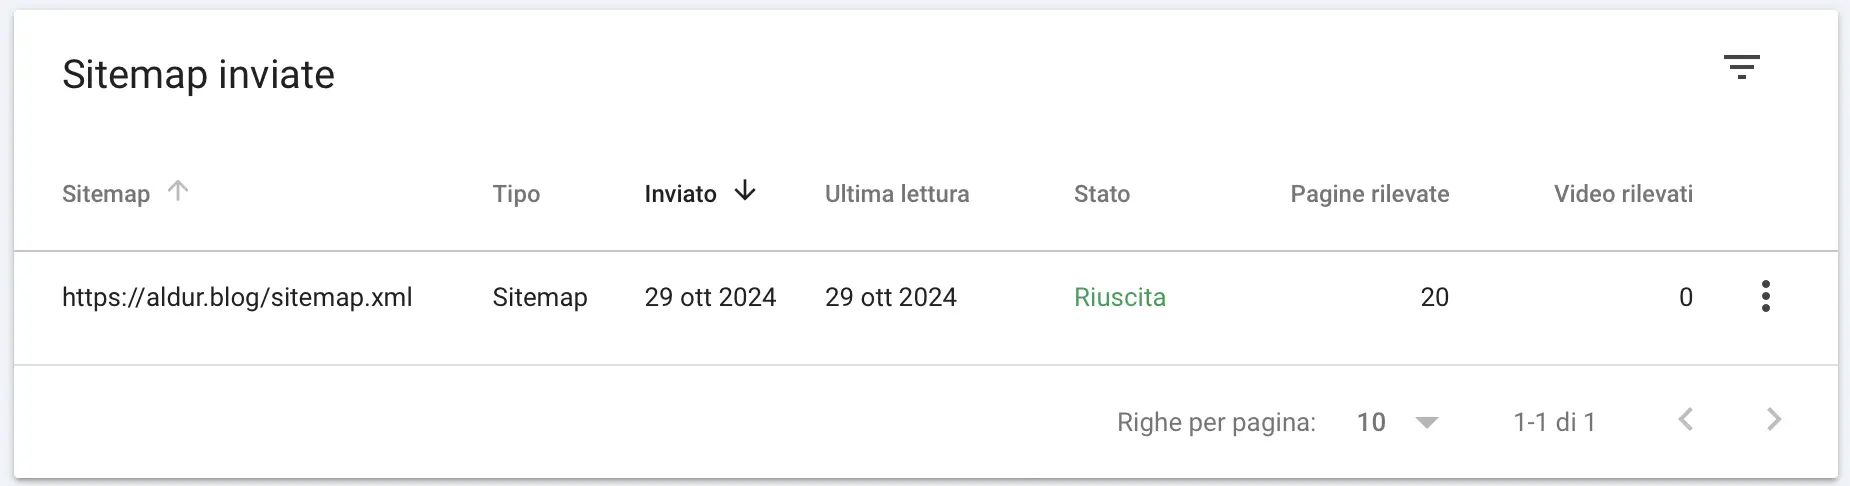 Sitemap inviate
Sitemap Tipo Inviato Ultima lettura Stato Pagine rilevate Video rilevati
https://aldur.blog/sitemap.xml Sitemap 29 ott 2024 29 ott 2024 Riuscita 20 0
Righe per pagina: 10 1-1 di 1